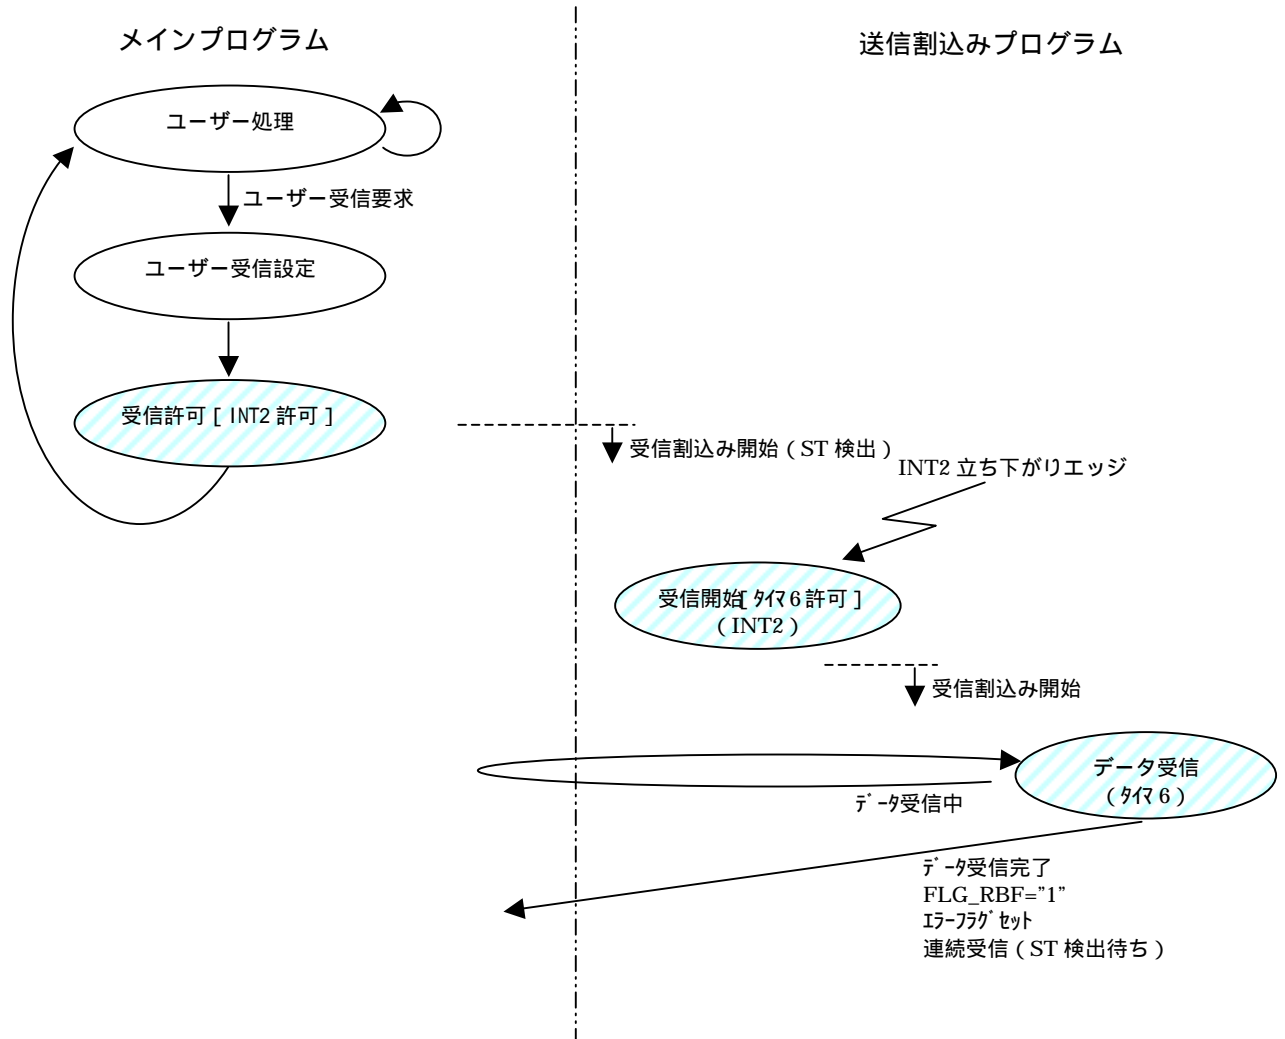 メインプログラム
送信割込みプログラム
ユーザー処理
ユーザー受信要求
ユーザー受信設定
受信許可[INT2 許可]
受信割込み開始(ST 検出)
INT2 立ち下がりエッジ
受信開始[ﾀｲﾏ 6 許可]
(INT2)
受信割込み開始
データ受信
(ﾀｲﾏ 6)
ﾃﾞｰﾀ受信中
ﾃﾞｰﾀ受信完了
FLG_RBF=”1”
ｴﾗｰﾌﾗｸﾞｾｯﾄ
連続受信(ST 検出待ち)